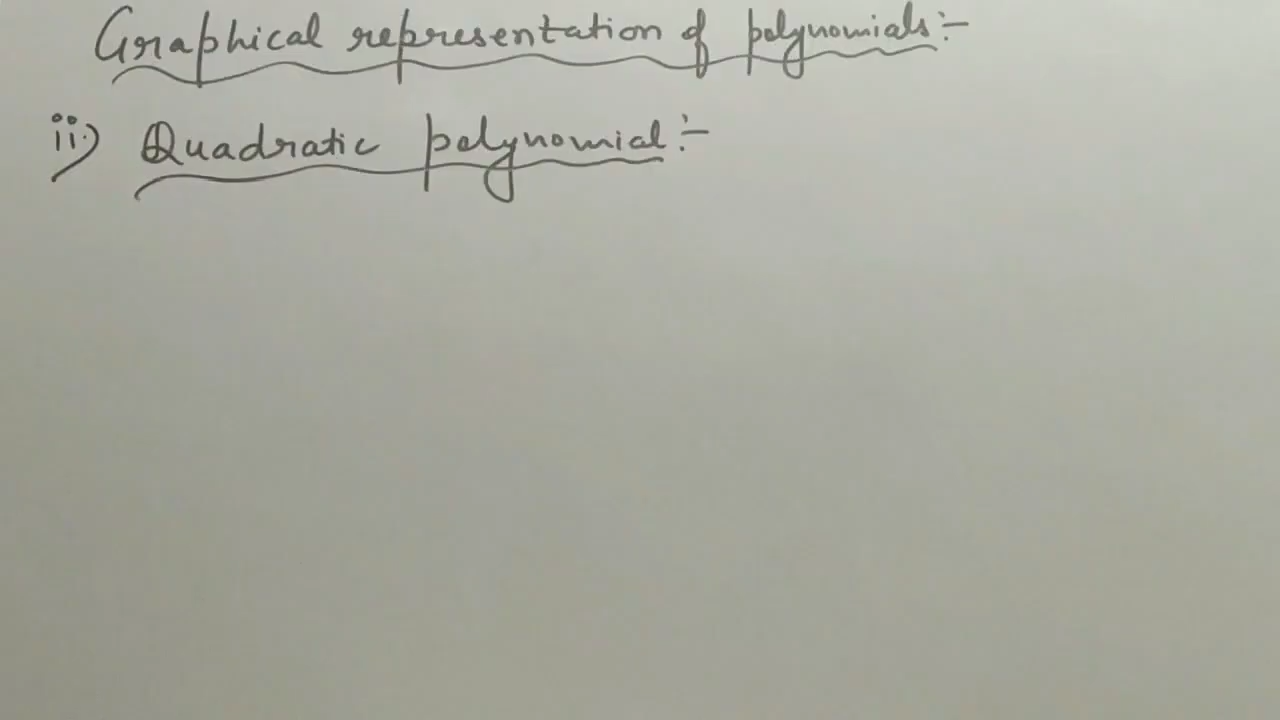 Graphical representation of polynomials:-
ii) Quadratic polynomial:-